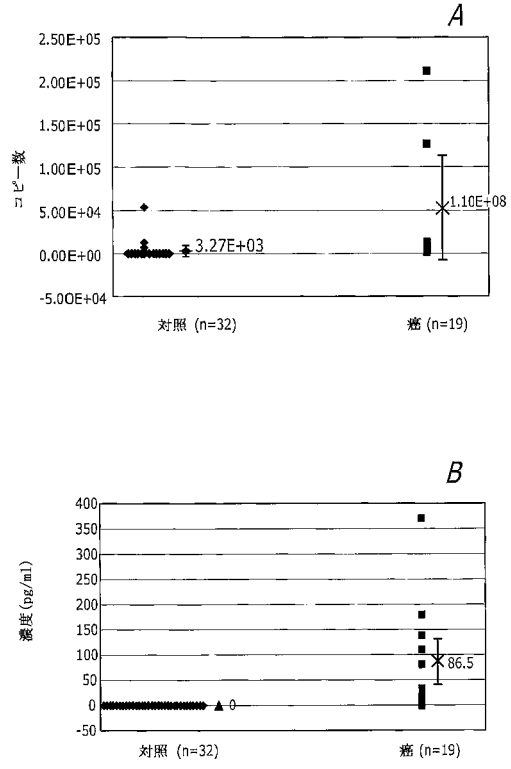 A
2.50E+05
2.00E+05
1.50E+05
1.00E+05
5.00E+04
0.00E+00
-5.00E+04
コピー数
3.27E+03
1.10E+08
対照 (n=32)
癌 (n=19)
B
400
350
300
250
200
150
100
50
0
-50
濃度(pg/ml)
0
86.5
対照 (n=32)
癌 (n=19)